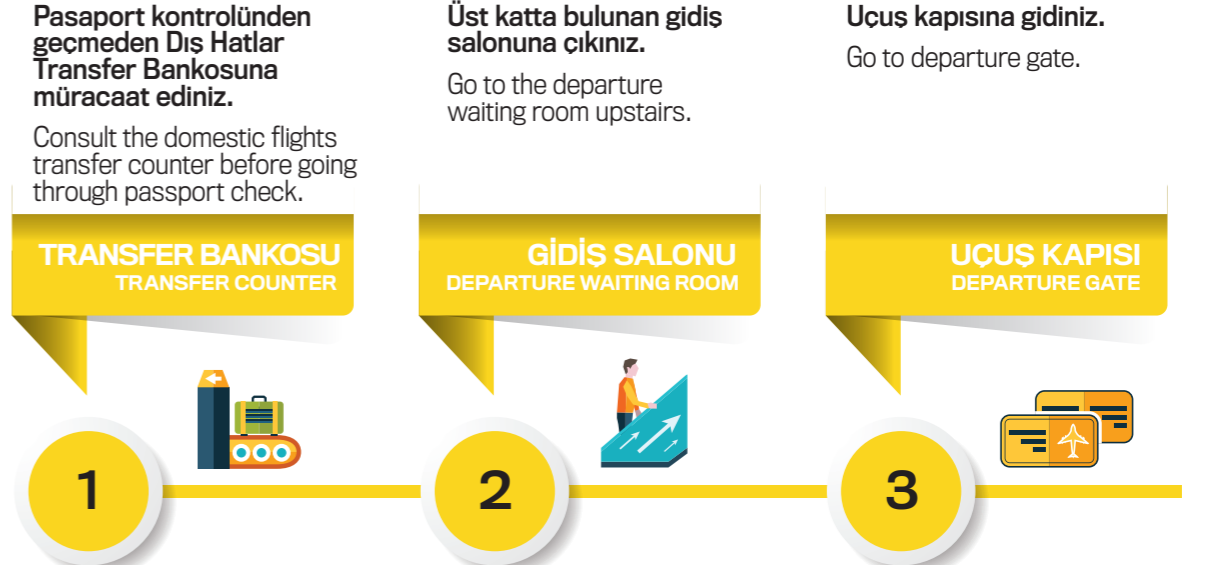 Pasaport kontrolünden
geçmeden Dış Hatlar
Transfer Bankosuna
müracaat ediniz.
Consult the domestic flights
transfer counter before going
through passport check.
TRANSFER BANKOSU
TRANSFER COUNTER
1
Üst katta bulunan gidiş
salonuna çıkınız.
Go to the departure
waiting room upstairs.
GİDİŞ SALONU
DEPARTURE WAITING ROOM
2
Uçuş kapısına gidiniz.
Go to departure gate.
UÇUŞ KAPISI
DEPARTURE GATE
3